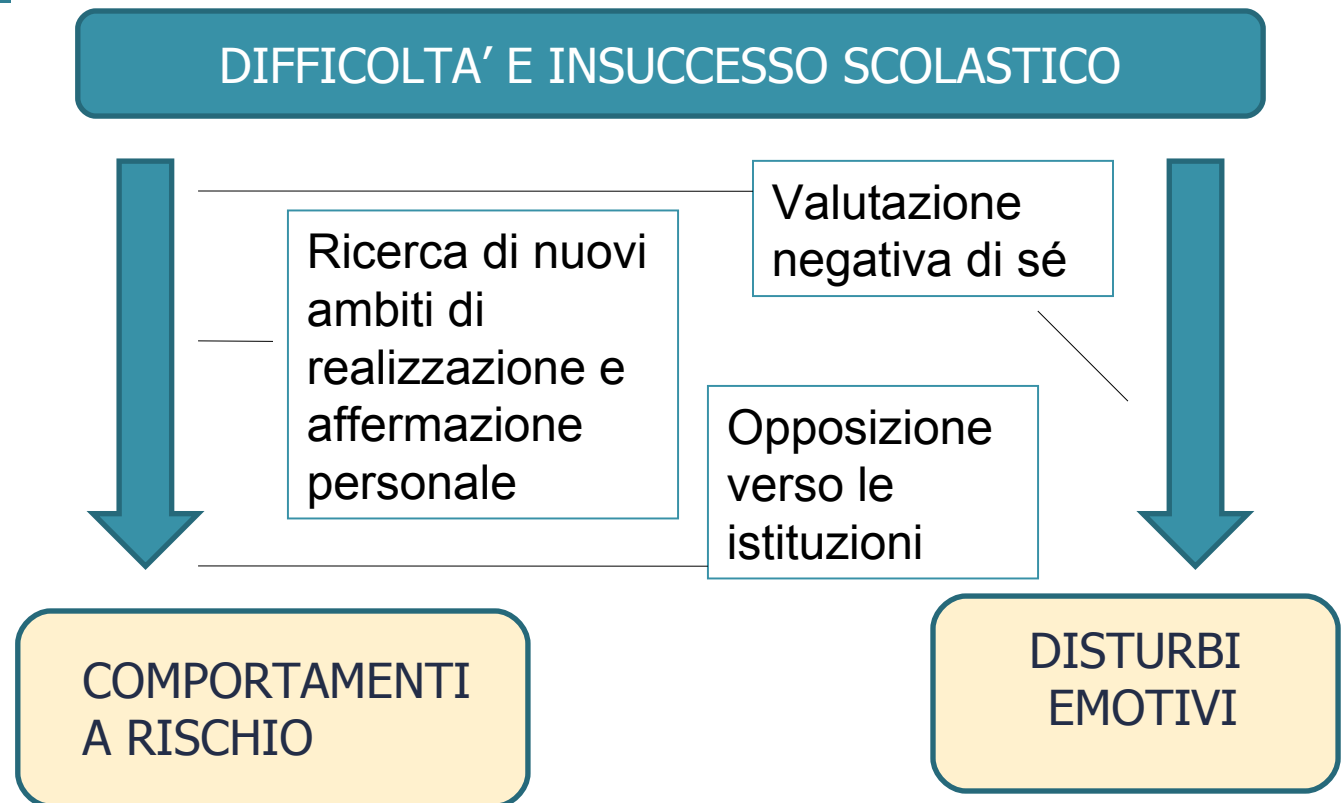 DIFFICOLTA’ E INSUCCESSO SCOLASTICO
Valutazione
negativa di sé
Ricerca di nuovi
ambiti di
realizzazione e
affermazione
personale
Opposizione
verso le
istituzioni
COMPORTAMENTI
A RISCHIO
DISTURBI
EMOTIVI